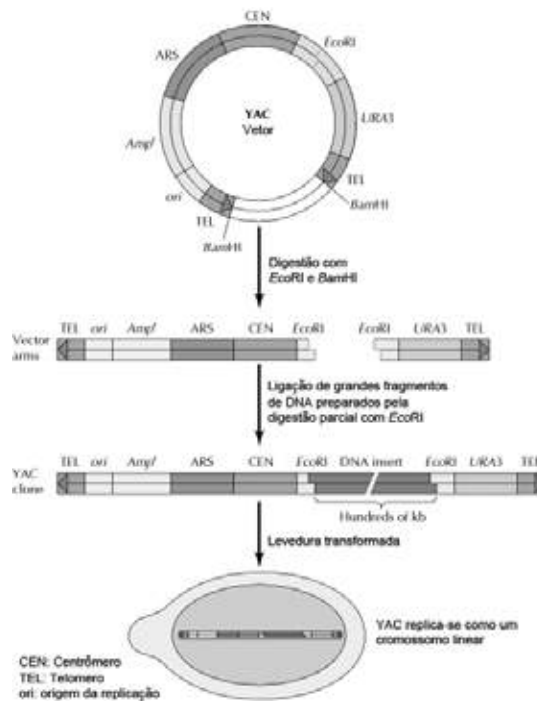 CEN
ARS
EcoRI
YAC
Vetor
URA3
Ampʳ
ori
TEL
TEL
BamHI
BamHI
Digestão com
EcoRI e BamHI
TEL ori Ampʳ ARS CEN EcoRI EcoRI URA3 TEL
Vector
arms
Ligação de grandes fragmentos
de DNA preparados pela
digestão parcial com EcoRI
TEL ori Ampʳ ARS CEN EcoRI DNA insert EcoRI URA3 TEL
YAC
clone
Hundreds of kb
Levedura transformada
YAC replica-se como um
cromossomo linear
CEN: Centrômero
TEL: Telomero
ori: origem da replicação